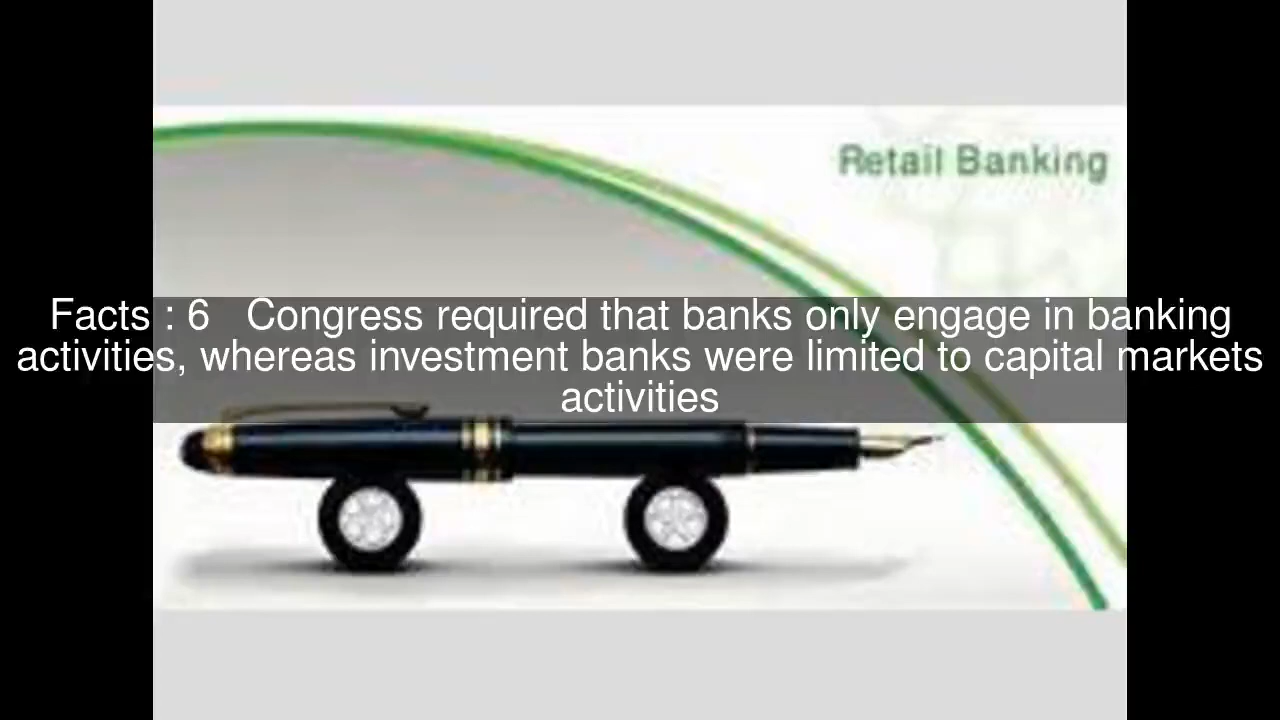 Retail Banking
Facts : 6   Congress required that banks only engage in banking
activities, whereas investment banks were limited to capital markets
activities